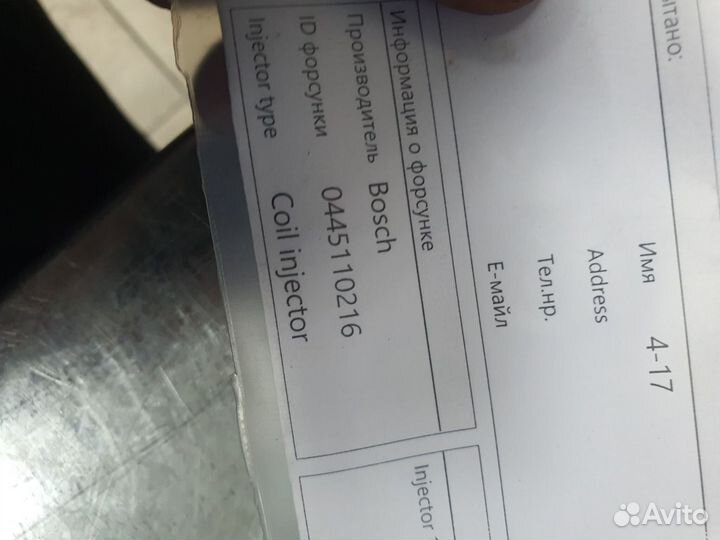 ытано:
Имя 4-17
Address
Тел.нр.
Е-майл
Информация о форсунке
Производитель Bosch
ID форсунки 0445110216
Injector type Coil injector
Injector
Avito